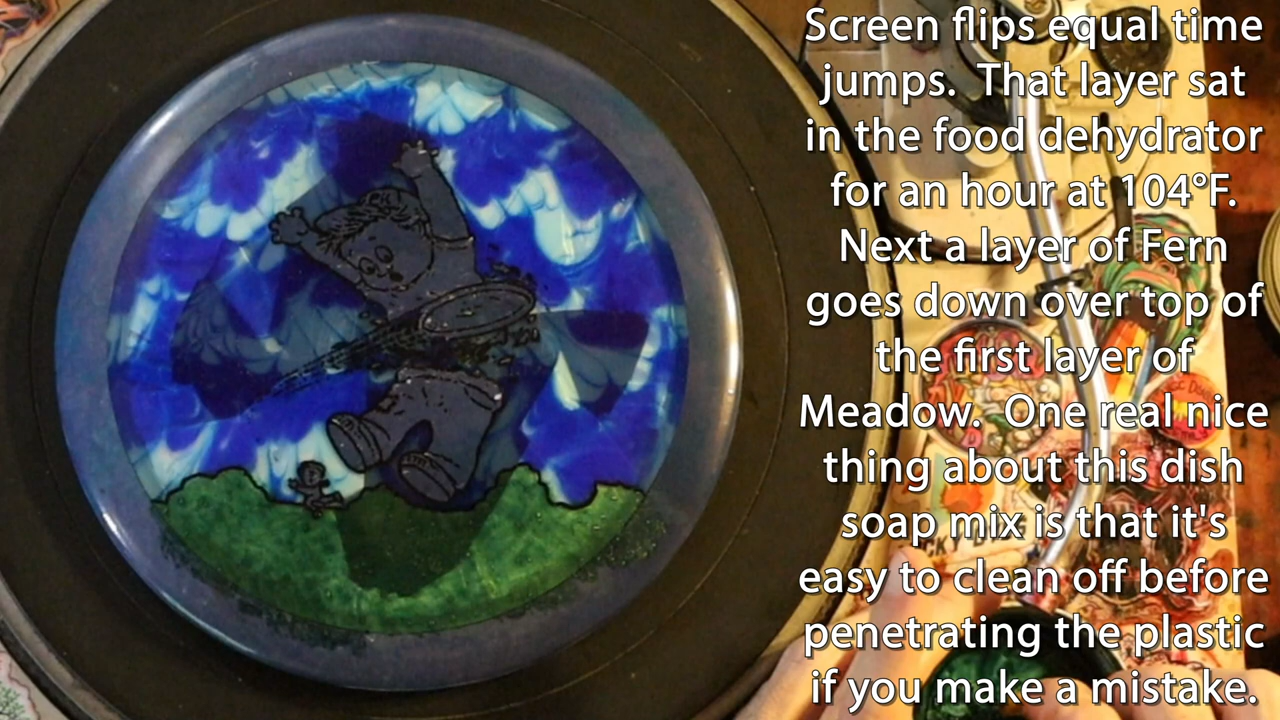 Screen flips equal time
jumps. That layer sat
in the food dehydrator
for an hour at 104°F.
Next a layer of Fern
goes down over top of
the first layer of
Meadow. One real nice
thing about this dish
soap mix is that it's
easy to clean off before
penetrating the plastic
if you make a mistake.